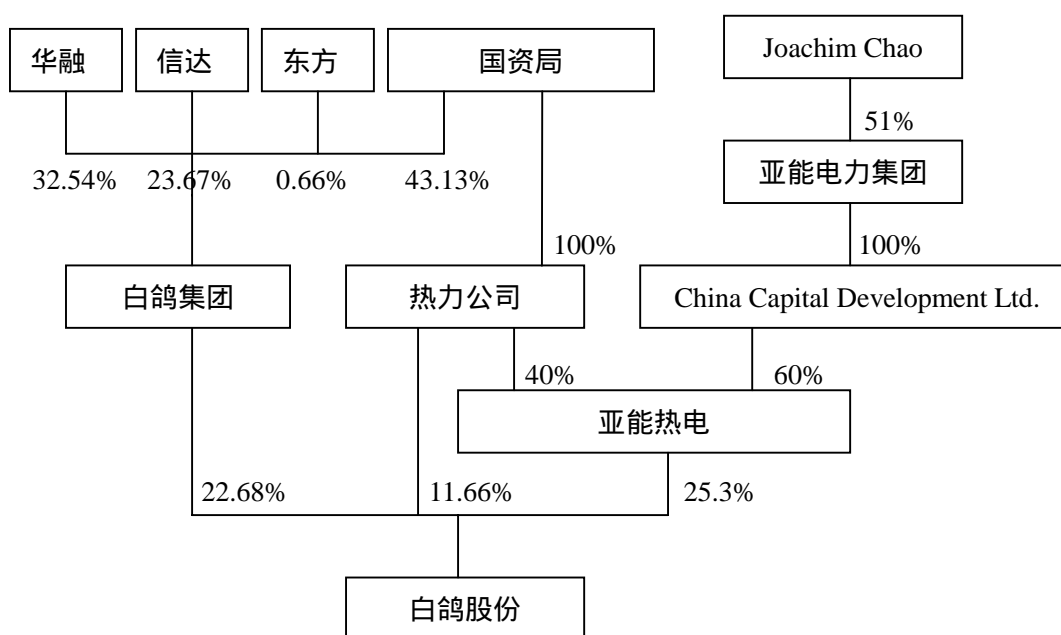 华融
信达
东方
国资局
Joachim Chao
51%
32.54%
23.67%
0.66%
43.13%
亚能电力集团
100%
100%
白鸽集团
热力公司
China Capital Development Ltd.
40%
60%
亚能热电
22.68%
11.66%
25.3%
白鸽股份